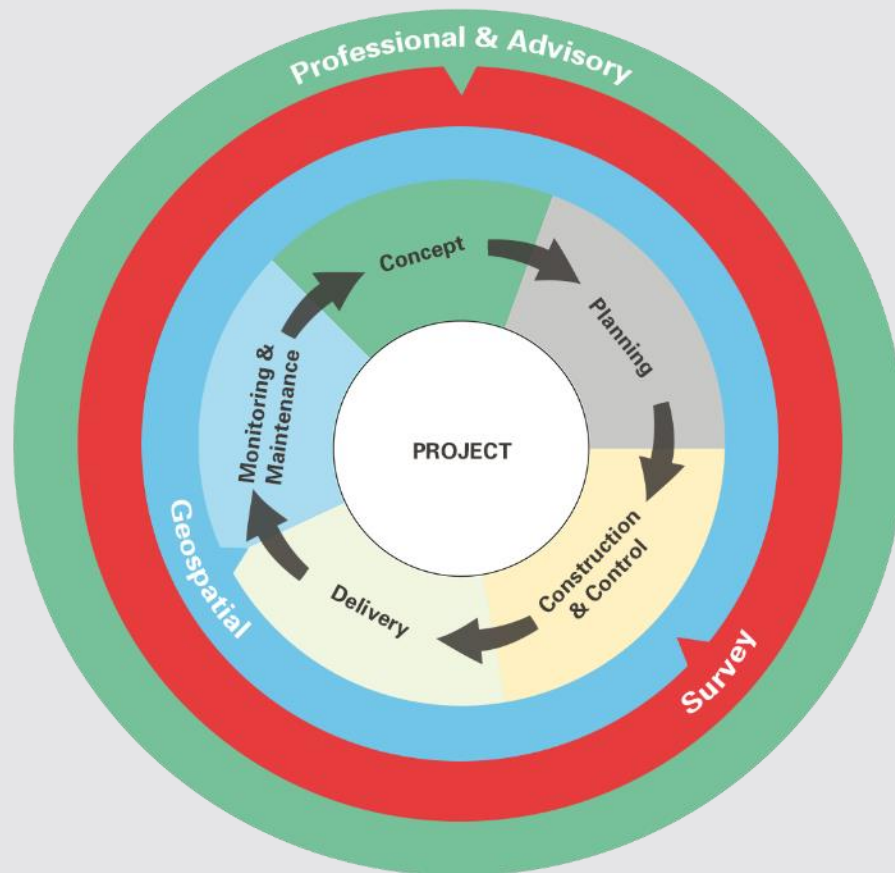 Professional & Advisory
Concept
Planning
Monitoring &
Maintenance
PROJECT
Construction
& Control
Delivery
Geospatial
Survey